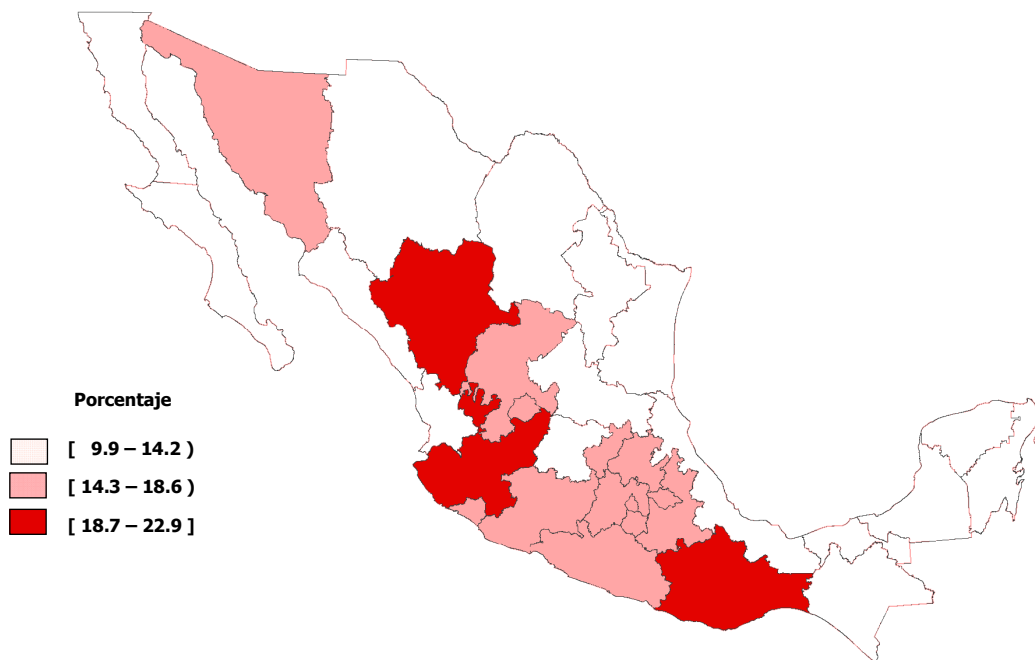 Porcentaje
[ 9.9 – 14.2 )
[ 14.3 – 18.6 )
[ 18.7 – 22.9 ]